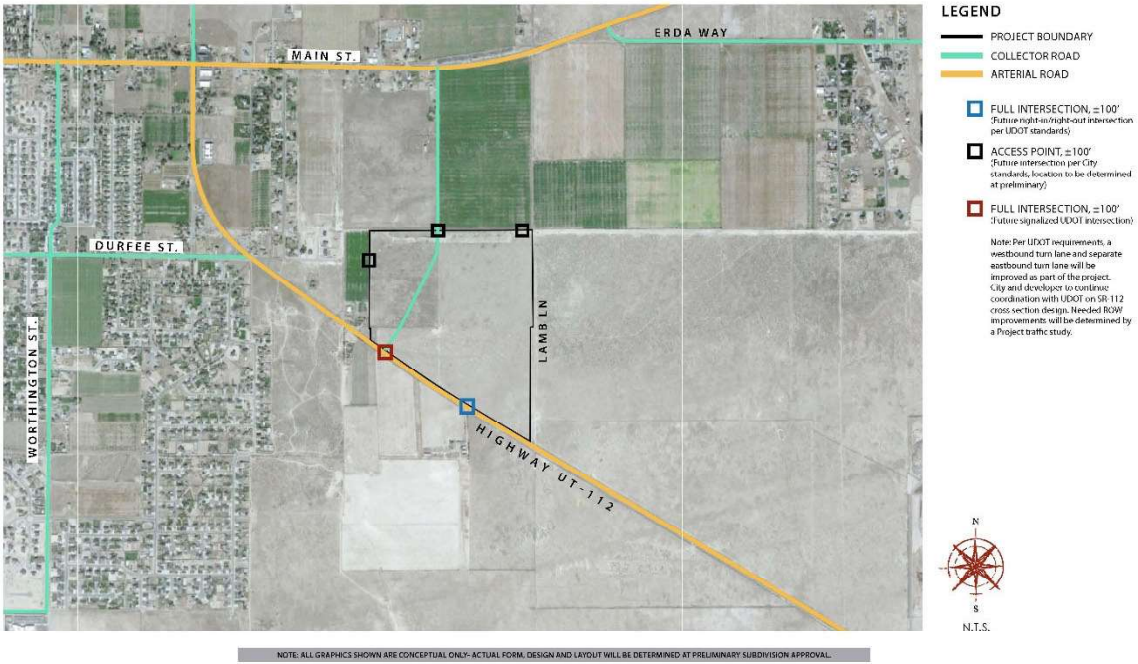 MAIN ST.
ERDA WAY
DURFEE ST.
WORTHINGTON ST.
LAMB LN
HIGHWAY UT-112
LEGEND
PROJECT BOUNDARY
COLLECTOR ROAD
ARTERIAL ROAD
FULL INTERSECTION, ±100'
(Future right-in/right-out intersection
per UDOT standards)
ACCESS POINT, ±100'
(Future intersection per City
standards, location to be determined
at preliminary)
FULL INTERSECTION, ±100'
(Future signalized UDOT intersection)
Note: Per UDOT requirements, a
westbound turn lane and separate
eastbound turn lane will be
improved as part of the project.
City and developer to continue
coordination with UDOT on SR-112
cross section design. Needed ROW
improvements will be determined by
a Project traffic study.
N
S
N.T.S.
NOTE: ALL GRAPHICS SHOWN ARE CONCEPTUAL ONLY- ACTUAL FORM, DESIGN AND LAYOUT WILL BE DETERMINED AT PRELIMINARY SUBDIVISION APPROVAL.